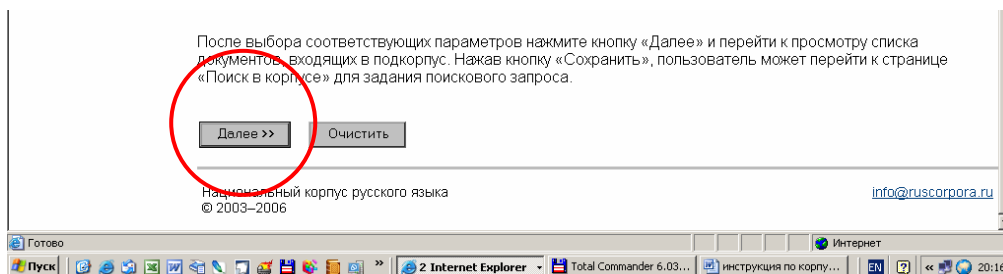 После выбора соответствующих параметров нажмите кнопку «Далее» и перейти к просмотру списка
документов, входящих в подкорпус. Нажав кнопку «Сохранить», пользователь может перейти к странице
«Поиск в корпусе» для задания поискового запроса.
Далее >> Очистить
Национальный корпус русского языка info@ruscorpora.ru
© 2003–2006
Готово Интернет
Пуск » 2 Internet Explorer Total Commander 6.03... инструкция по корпу... EN « 20: